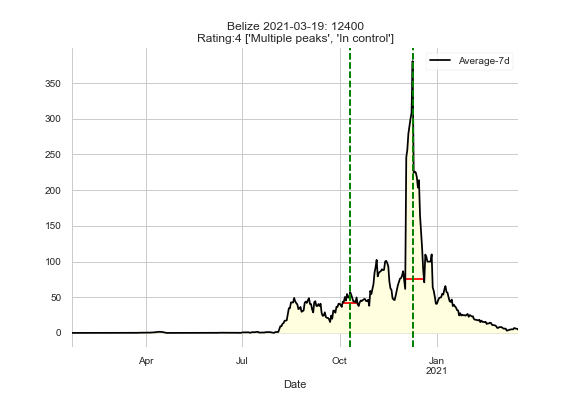 Belize 2021-03-19: 12400
Rating:4 ['Multiple peaks', 'In control']
Average-7d
350
300
250
200
150
100
50
0
Apr
Jul
Oct
Jan
2021
Date